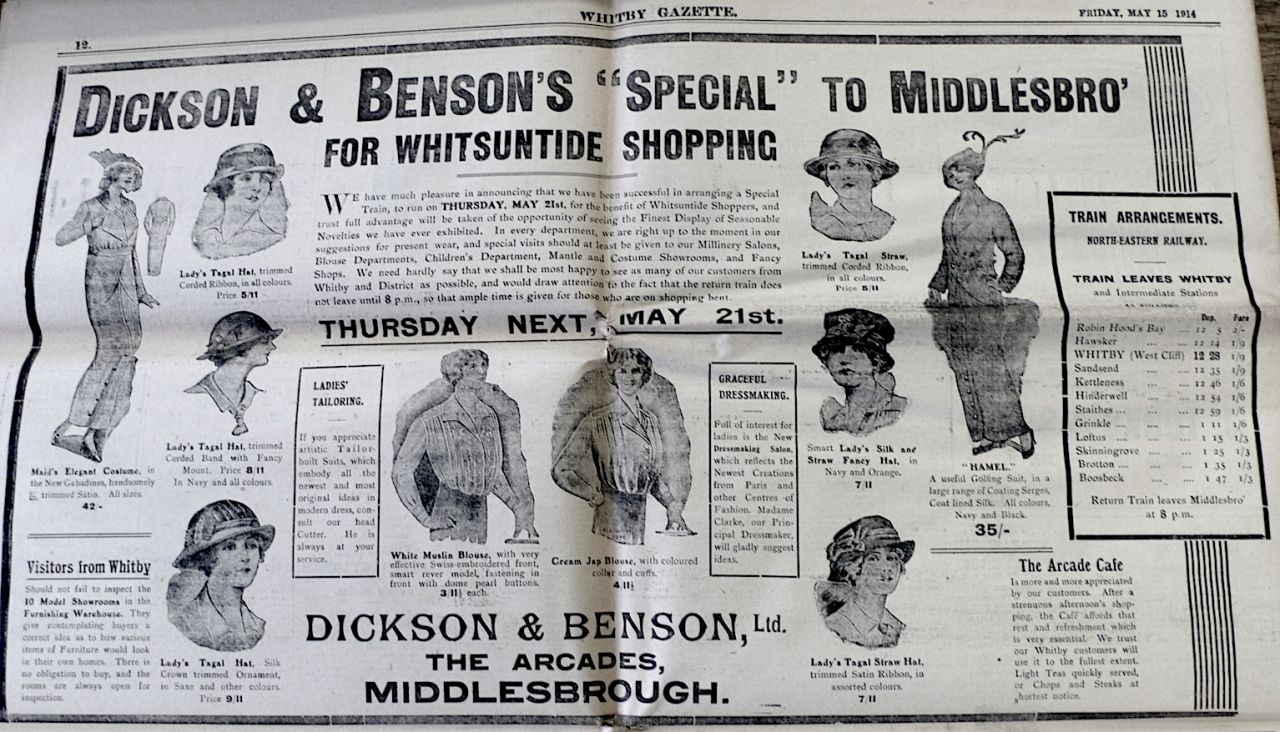 12.
WHITBY GAZETTE.
FRIDAY, MAY 15 1914
DICKSON & BENSON'S "SPECIAL" TO MIDDLESBRO'
FOR WHITSUNTIDE SHOPPING
WE have much pleasure in announcing that we have been successful in arranging a Special
Train, to run on THURSDAY, MAY 21st, for the benefit of Whitsuntide Shoppers, and
trust full advantage will be taken of the opportunity of seeing the Finest Display of Seasonable
Novelties we have ever exhibited. In every department, we are right up to the moment in our
suggestions for present wear, and special visits should at least be given to our Millinery Salons,
Blouse Departments, Children's Department, Mantle and Costume Showrooms, and Fancy
Shops. We need hardly say that we shall be most happy to see as many of our customers from
Whitby and District as possible, and would draw attention to the fact that the return train does
not leave until 8 p.m., so that ample time is given for those who are on shopping bent.
THURSDAY NEXT, MAY 21st.
Maid's Elegant Costume, in
the New Gabadines, handsomely
trimmed Satin. All sizes.
42/-
Visitors from Whitby
Should not fail to inspect the
10 Model Showrooms in the
Furnishing Warehouse. They
give contemplating buyers a
correct idea as to how various
items of Furniture would look
in their own homes. There is
no obligation to buy, and the
rooms are always open for
inspection.
Lady's Tagal Hat, trimmed
Corded Ribbon, in all colours.
Price 5/11
Lady's Tagal Hat, trimmed
Corded Band with Fancy
Mount. Price 8/11
In Navy and all colours.
Lady's Tagal Hat, Silk
Crown trimmed Ornament,
in Saxe and other colours.
Price 9/11
LADIES'
TAILORING.
If you appreciate
artistic Tailor-
built Suits, which
embody all the
newest and most
original ideas in
modern dress, con-
sult our head
Cutter. He is
always at your
service.
White Muslin Blouse, with very
effective Swiss-embroidered front,
smart rever model, fastening in
front with dome pearl buttons.
3/11½ each.
Cream Jap Blouse, with coloured
collar and cuffs.
4/11½
GRACEFUL
DRESSMAKING.
Full of interest for
ladies is the New
Dressmaking Salon,
which reflects the
Newest Creations
from Paris and
other Centres of
Fashion. Madame
Clarke, our Prin-
cipal Dressmaker,
will gladly suggest
ideas.
DICKSON & BENSON, Ltd.
THE ARCADES,
MIDDLESBROUGH.
Lady's Tagal Straw,
trimmed Corded Ribbon,
in all colours.
Price 5/11
Smart Lady's Silk and
Straw Fancy Hat, in
Navy and Orange.
7/11
Lady's Tagal Straw Hat,
trimmed Satin Ribbon, in
assorted colours.
7/11
"HAMEL."
A useful Golfing Suit, in a
large range of Coating Serges,
Coat lined Silk. All colours,
Navy and Black.
35/-
TRAIN ARRANGEMENTS.
NORTH-EASTERN RAILWAY.
TRAIN LEAVES WHITBY
and Intermediate Stations
Dep. Fare
Robin Hood's Bay .... 12 5 2/-
Hawsker ... .... 12 14 1/9
WHITBY (West Cliff) 12 28 1/9
Sandsend ... .... 12 35 1/9
Kettleness ... .... 12 46 1/6
Hinderwell ... .... 12 54 1/6
Staithes ... ... .... 12 59 1/6
Grinkle .... ... .... 1 11 1/6
Loftus .... ... .... 1 15 1/3
Skinningrove .... 1 25 1/3
Brotton .... .... 1 35 1/3
Boosbeck .... .... 1 47 1/3
Return Train leaves Middlesbro'
at 8 p.m.
The Arcade Cafe
Is more and more appreciated
by our customers. After a
strenuous afternoon's shop-
ping, the Café affords that
rest and refreshment which
is very essential. We trust
our Whitby customers will
use it to the fullest extent.
Light Teas quickly served,
or Chops and Steaks at
shortest notice.